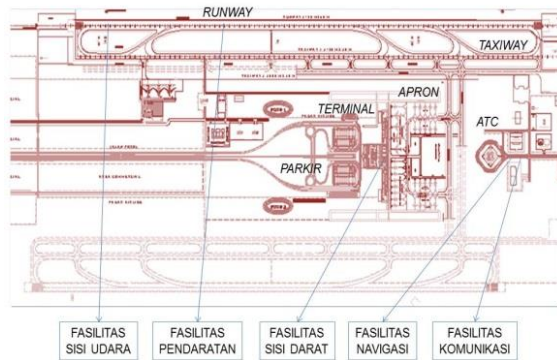 RUNWAY
TAXIWAY
APRON
TERMINAL
ATC
PARKIR
FASILITAS
SISI UDARA
FASILITAS
PENDARATAN
FASILITAS
SISI DARAT
FASILITAS
NAVIGASI
FASILITAS
KOMUNIKASI